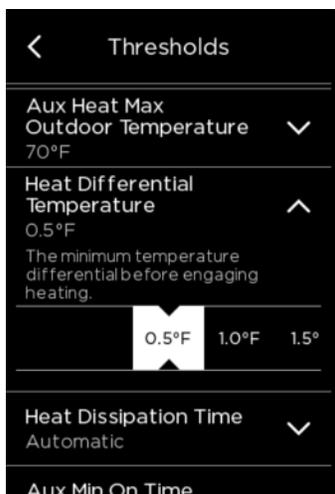 Thresholds
Aux Heat Max
Outdoor Temperature
70°F
Heat Differential
Temperature
0.5°F
The minimum temperature
differential before engaging
heating.
0.5°F 1.0°F 1.5°
Heat Dissipation Time
Automatic
Aux Min On Time